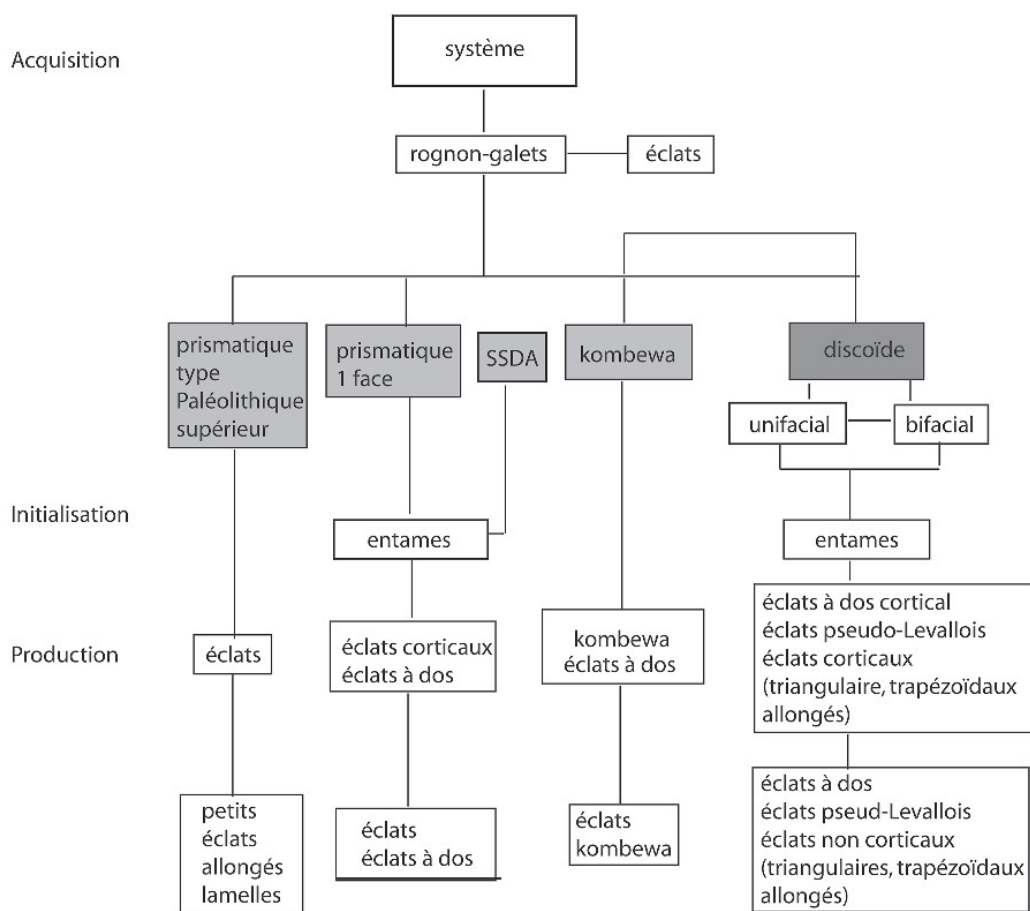 Acquisition
système
rognon-galets
éclats
prismatique
type
Paléolithique
supérieur
prismatique
1 face
SSDA
kombewa
discoïde
unifacial
bifacial
Initialisation
entames
entames
Production
éclats
éclats corticaux
éclats à dos
kombewa
éclats à dos
éclats à dos cortical
éclats pseudo-Levallois
éclats corticaux
(triangulaire, trapézoïdaux
allongés)
petits
éclats
allongés
lamelles
éclats
éclats à dos
éclats
kombewa
éclats à dos
éclats pseud-Levallois
éclats non corticaux
(triangulaires, trapézoïdaux
allongés)